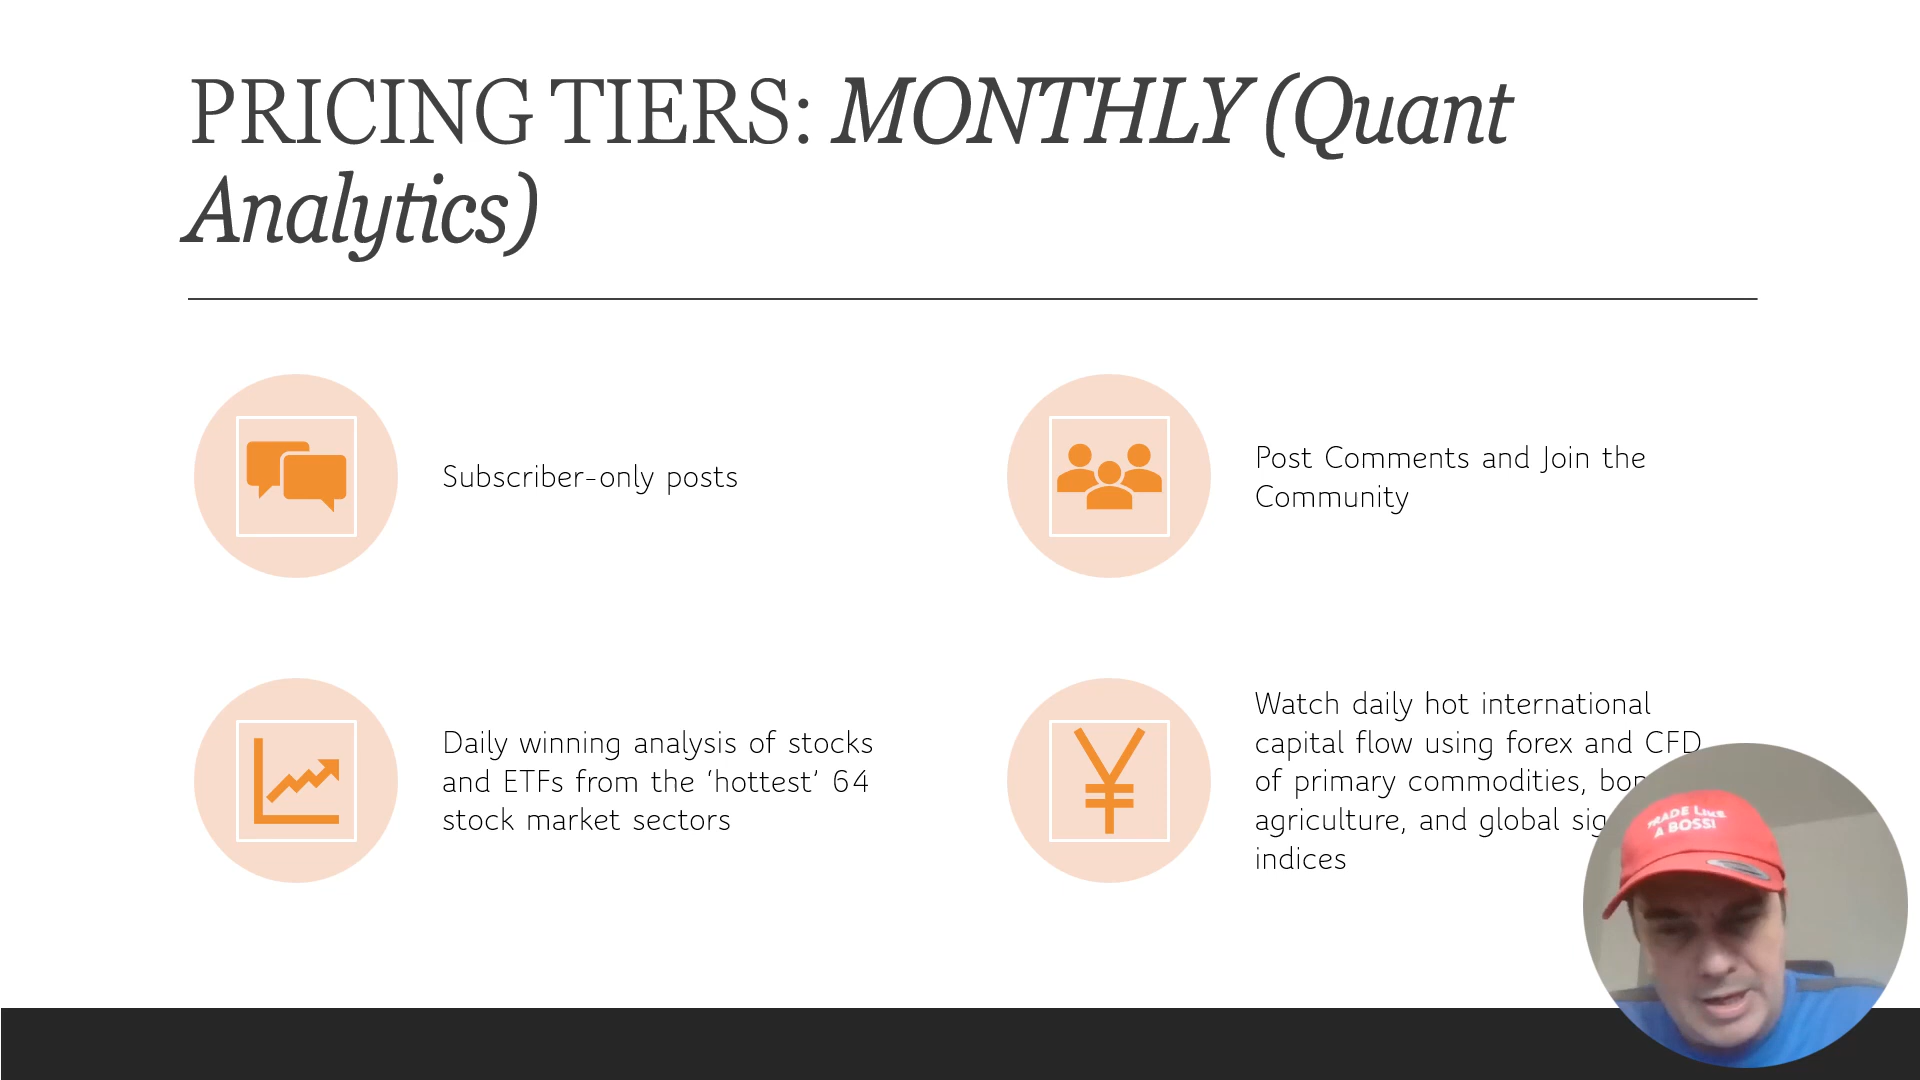 PRICING TIERS: MONTHLY (Quant
Analytics)
Subscriber-only posts
Post Comments and Join the
Community
Daily winning analysis of stocks
and ETFs from the ‘hottest’ 64
stock market sectors
Watch daily hot international
capital flow using forex and CFD
of primary commodities,
agriculture, and global
indices
TRADE LIKE
A BOSS!